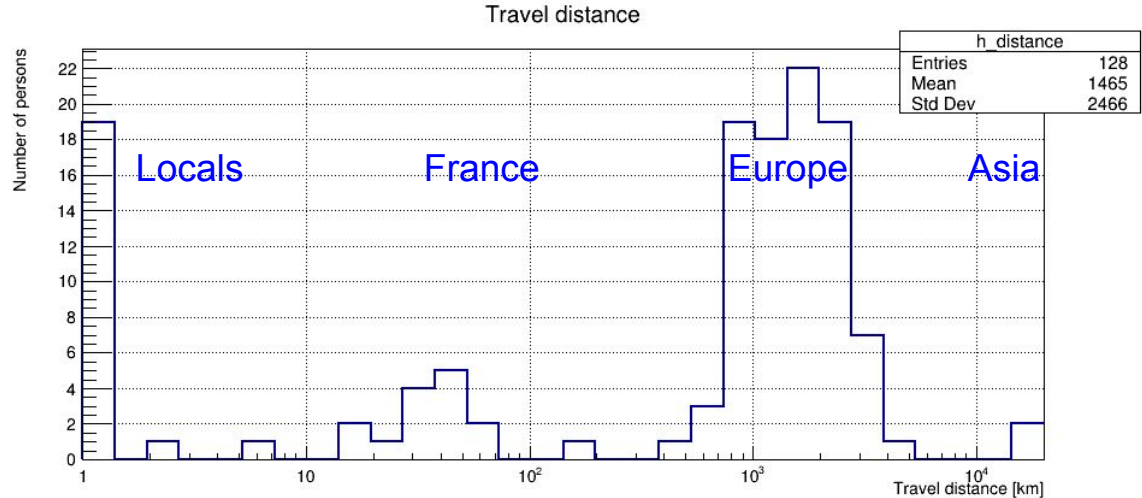 Travel distance
h_distance
Entries 128
Mean 1465
Std Dev 2466
Number of persons
22
20
18
16
14
12
10
8
6
4
2
0
Locals France Europe Asia
1 10 10² 10³ 10⁴
Travel distance [km]